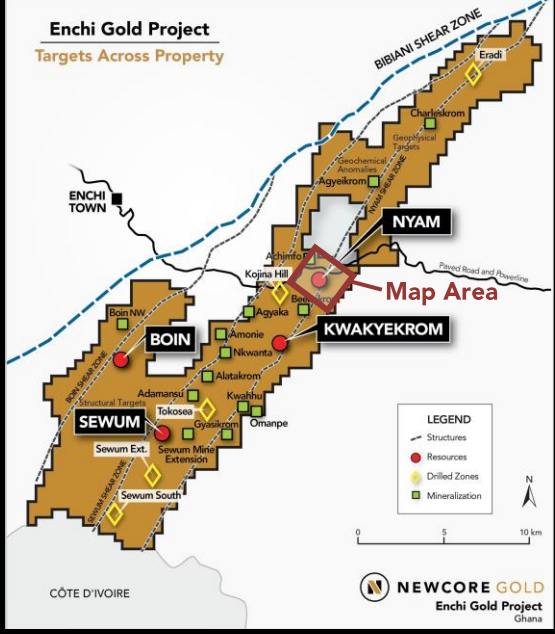 Enchi Gold Project
Targets Across Property
BIBIANI SHEAR ZONE
Eradi
Charleskrom
Geophysical
Targets
Geochemical
Anomalies
Agyeikrom
NYAM SHEAR ZONE
ENCHI
TOWN
NYAM
Achimfo
Kojina Hill
Paved Road and Powerline
Map Area
Boin NW
Agyaka
KWAKYEKROM
BOIN
Amonie
Nkwanta
BOIN SHEAR ZONE
Alatakrom
Structural Targets
Adamansu
Kwahhu
Tokosea
Omanpe
SEWUM
Gyasikrom
Sewum Mine
Extension
Sewum Ext.
SEWUM SHEAR ZONE
Sewum South
LEGEND
Structures
Resources
Drilled Zones
Mineralization
N
0 5 10 km
CÔTE D'IVOIRE
N NEWCORE GOLD
Enchi Gold Project
Ghana